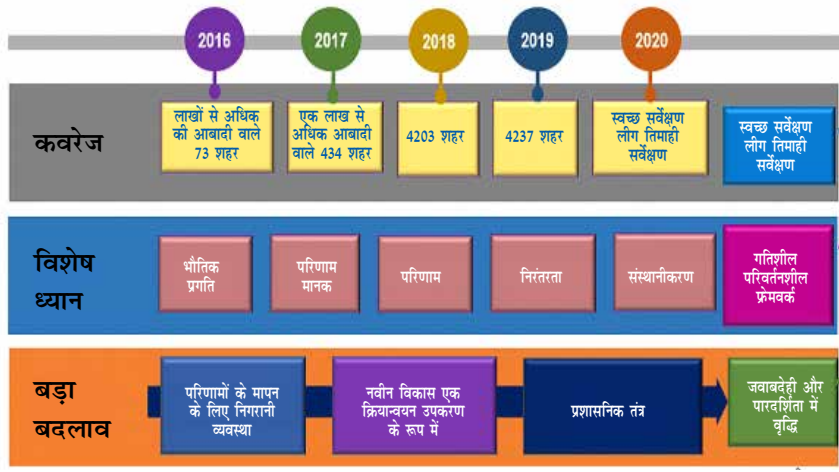 2016 2017 2018 2019 2020
कवरेज
लाखों से अधिक
की आबादी वाले
73 शहर
एक लाख से
अधिक आबादी
वाले 434 शहर
4203 शहर
4237 शहर
स्वच्छ सर्वेक्षण
लीग तिमाही
सर्वेक्षण
स्वच्छ सर्वेक्षण
लीग तिमाही
सर्वेक्षण
विशेष
ध्यान
भौतिक
प्रगति
परिणाम
मानक
परिणाम
निरंतरता
संस्थानीकरण
गतिशील
परिवर्तनशील
फ्रेमवर्क
बड़ा
बदलाव
परिणामों के मापन
के लिए निगरानी
व्यवस्था
नवीन विकास एक
क्रियान्वयन उपकरण
के रूप में
प्रशासनिक तंत्र
जवाबदेही और
पारदर्शिता में
वृद्धि